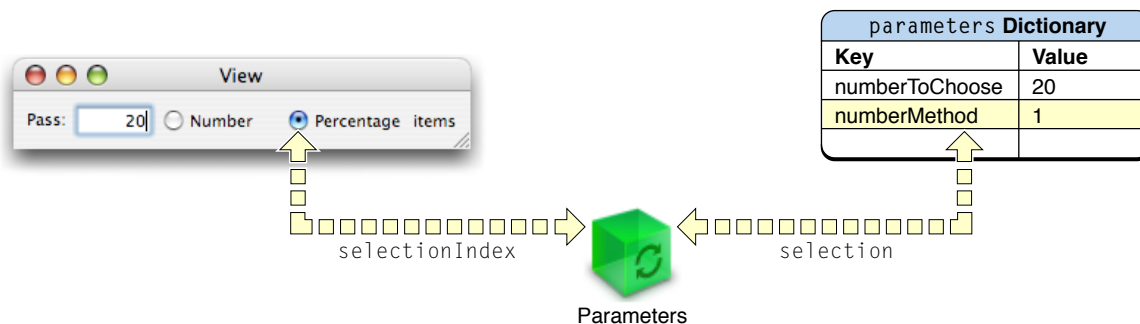 View
Pass: 20 Number Percentage items
parameters Dictionary
Key Value
numberToChoose 20
numberMethod 1
selectionIndex
selection
Parameters